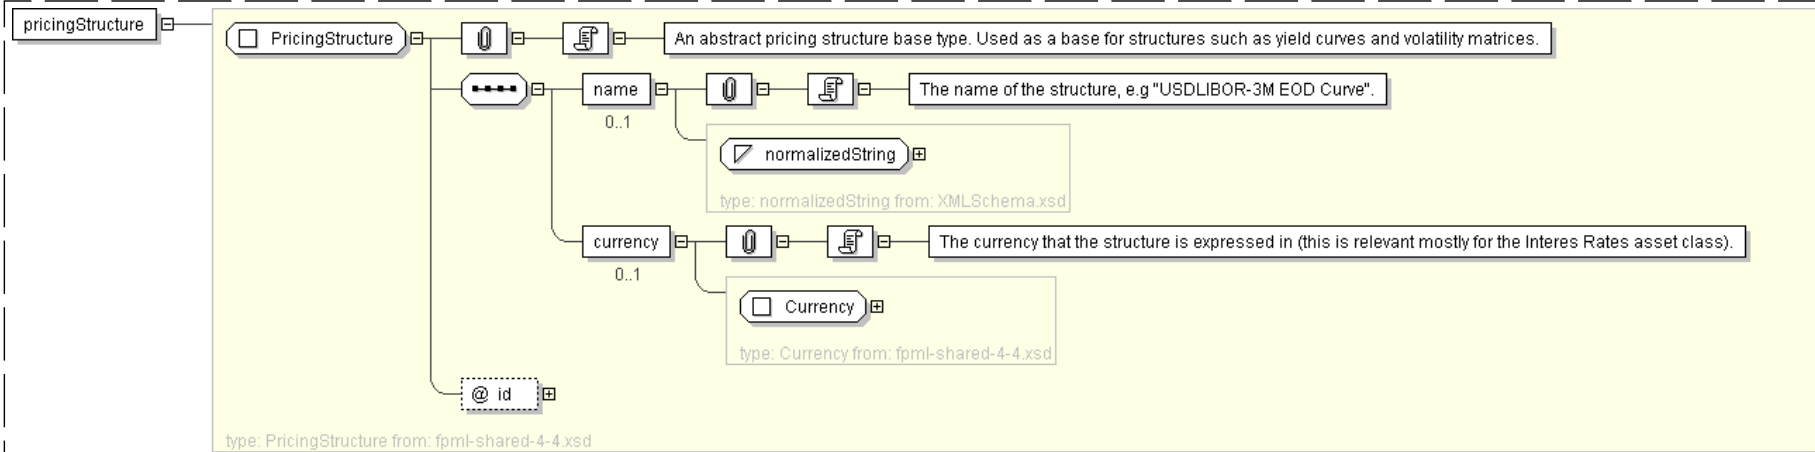 pricingStructure
PricingStructure
An abstract pricing structure base type. Used as a base for structures such as yield curves and volatility matrices.
name
The name of the structure, e.g "USDLIBOR-3M EOD Curve".
0..1
normalizedString
type: normalizedString from: XMLSchema.xsd
currency
The currency that the structure is expressed in (this is relevant mostly for the Interes Rates asset class).
0..1
Currency
type: Currency from: fpml-shared-4-4.xsd
@ id
type: PricingStructure from: fpml-shared-4-4.xsd